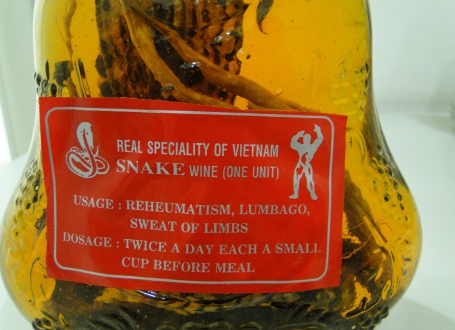 REAL SPECIALITY OF VIETNAM
SNAKE WINE (ONE UNIT)
USAGE : REHEUMATISM, LUMBAGO,
SWEAT OF LIMBS
DOSAGE : TWICE A DAY EACH A SMALL
CUP BEFORE MEAL